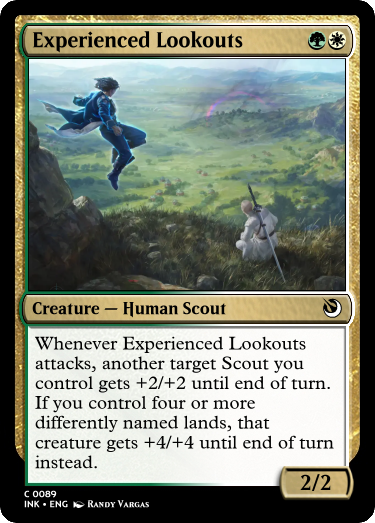 Experienced Lookouts
Creature — Human Scout
Whenever Experienced Lookouts
attacks, another target Scout you
control gets +2/+2 until end of turn.
If you control four or more
differently named lands, that
creature gets +4/+4 until end of turn
instead.
2/2
C 0089
INK • ENG Randy Vargas